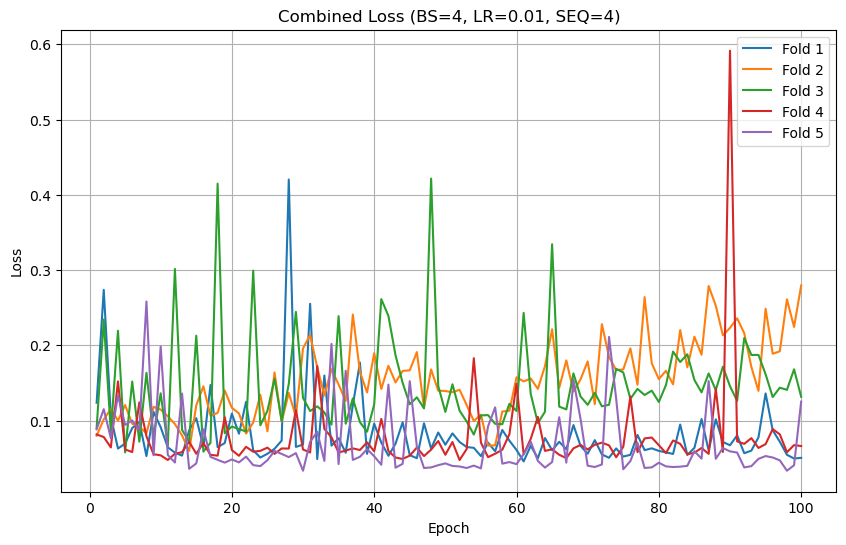 Combined Loss (BS=4, LR=0.01, SEQ=4)
Fold 1
Fold 2
Fold 3
Fold 4
Fold 5
0.6
0.5
0.4
0.3
0.2
0.1
Loss
0
20
40
60
80
100
Epoch